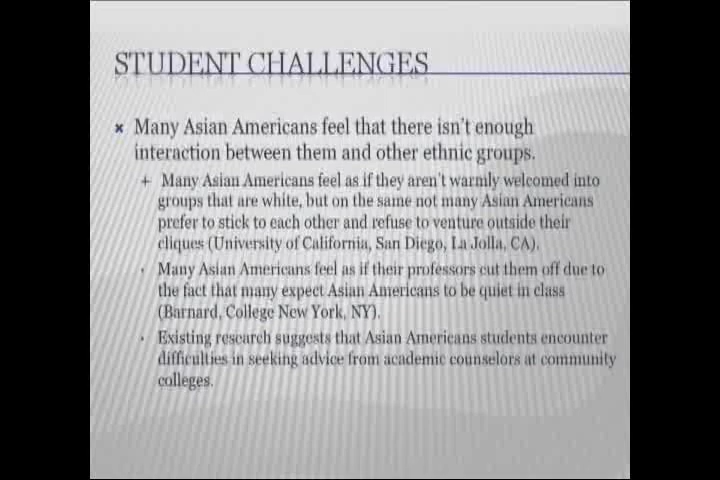 STUDENT CHALLENGES
Many Asian Americans feel that there isn't enough
interaction between them and other ethnic groups.
Many Asian Americans feel as if they aren't warmly welcomed into
groups that are white, but on the same not many Asian Americans
prefer to stick to each other and refuse to venture outside their
cliques (University of California, San Diego, La Jolla, CA).
Many Asian Americans feel as if their professors cut them off due to
the fact that many expect Asian Americans to be quiet in class
(Barnard, College New York, NY).
Existing research suggests that Asian Americans students encounter
difficulties in seeking advice from academic counselors at community
colleges.